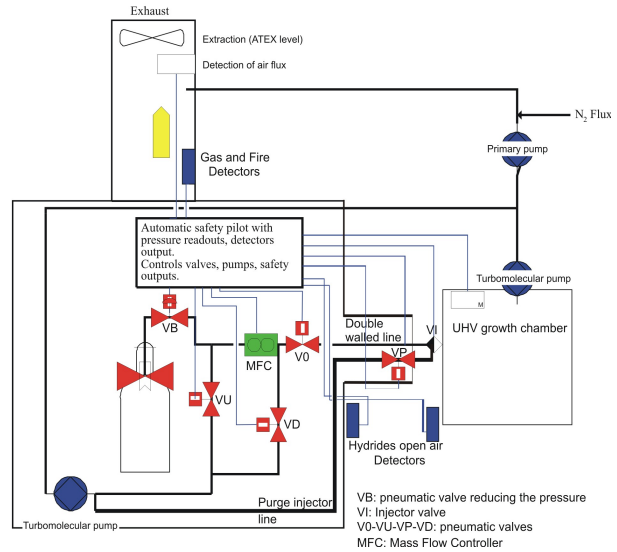 Exhaust
Extraction (ATEX level)
Detection of air flux
N2 Flux
Primary pump
Gas and Fire
Detectors
Automatic safety pilot with
pressure readouts, detectors
output.
Controls valves, pumps, safety
outputs.
Turbomolecular pump
M
UHV growth chamber
VB
Double
walled line
VI
MFC
V0
VP
VU
VD
Hydrides open air
Detectors
Purge injector
line
Turbomolecular pump
VB: pneumatic valve reducing the pressure
VI: Injector valve
V0-VU-VP-VD: pneumatic valves
MFC: Mass Flow Controller